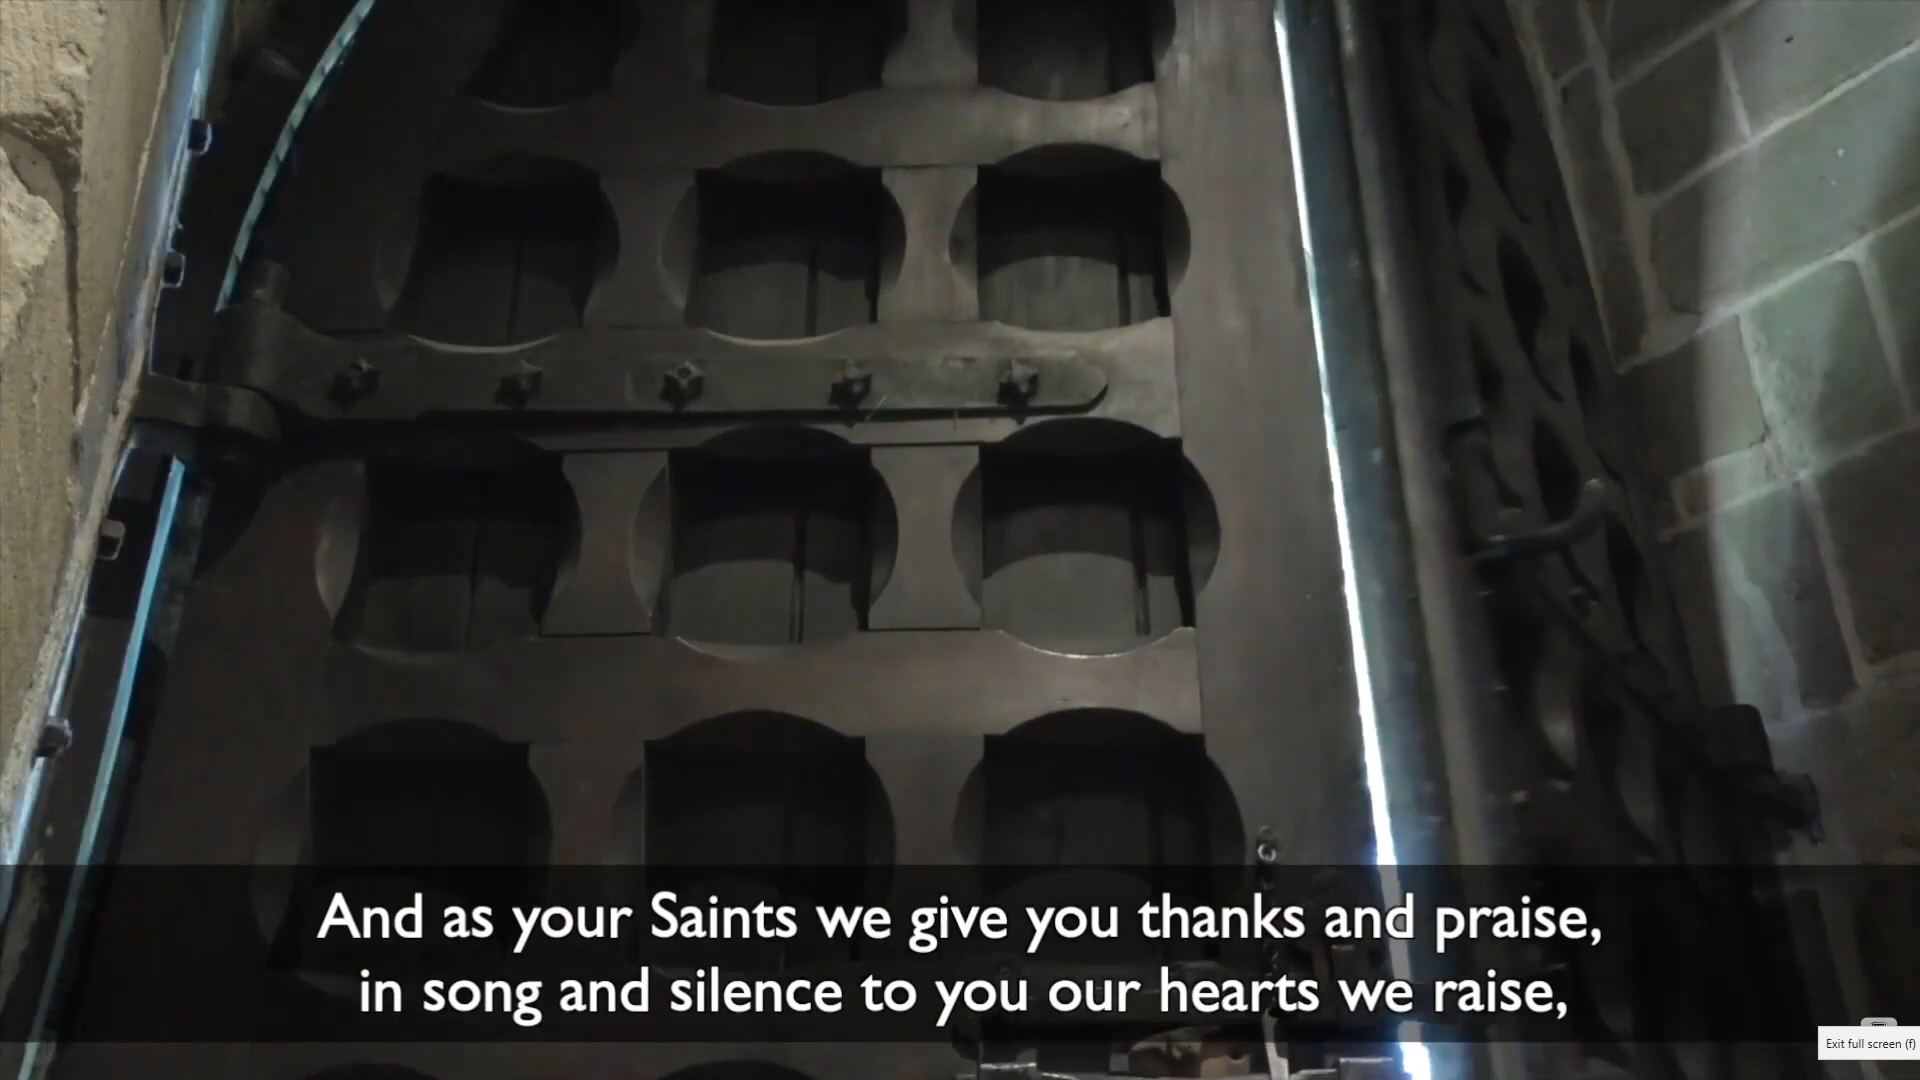 And as your Saints we give you thanks and praise,
in song and silence to you our hearts we raise,
Exit full screen (f)